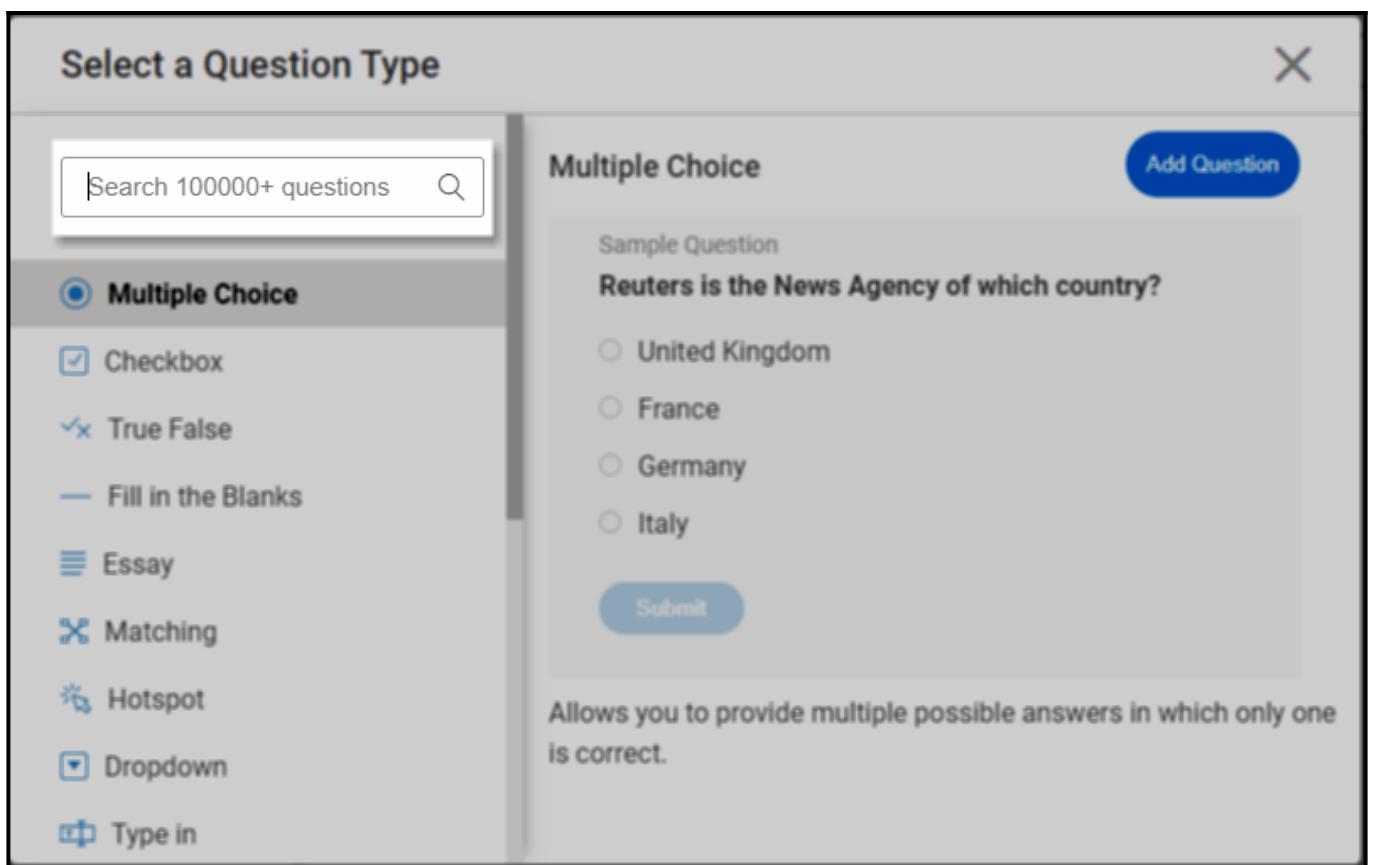 Select a Question Type
Search 100000+ questions
Multiple Choice
Checkbox
True False
Fill in the Blanks
Essay
Matching
Hotspot
Dropdown
Type in
Multiple Choice
Add Question
Sample Question
Reuters is the News Agency of which country?
United Kingdom
France
Germany
Italy
Submit
Allows you to provide multiple possible answers in which only one
is correct.